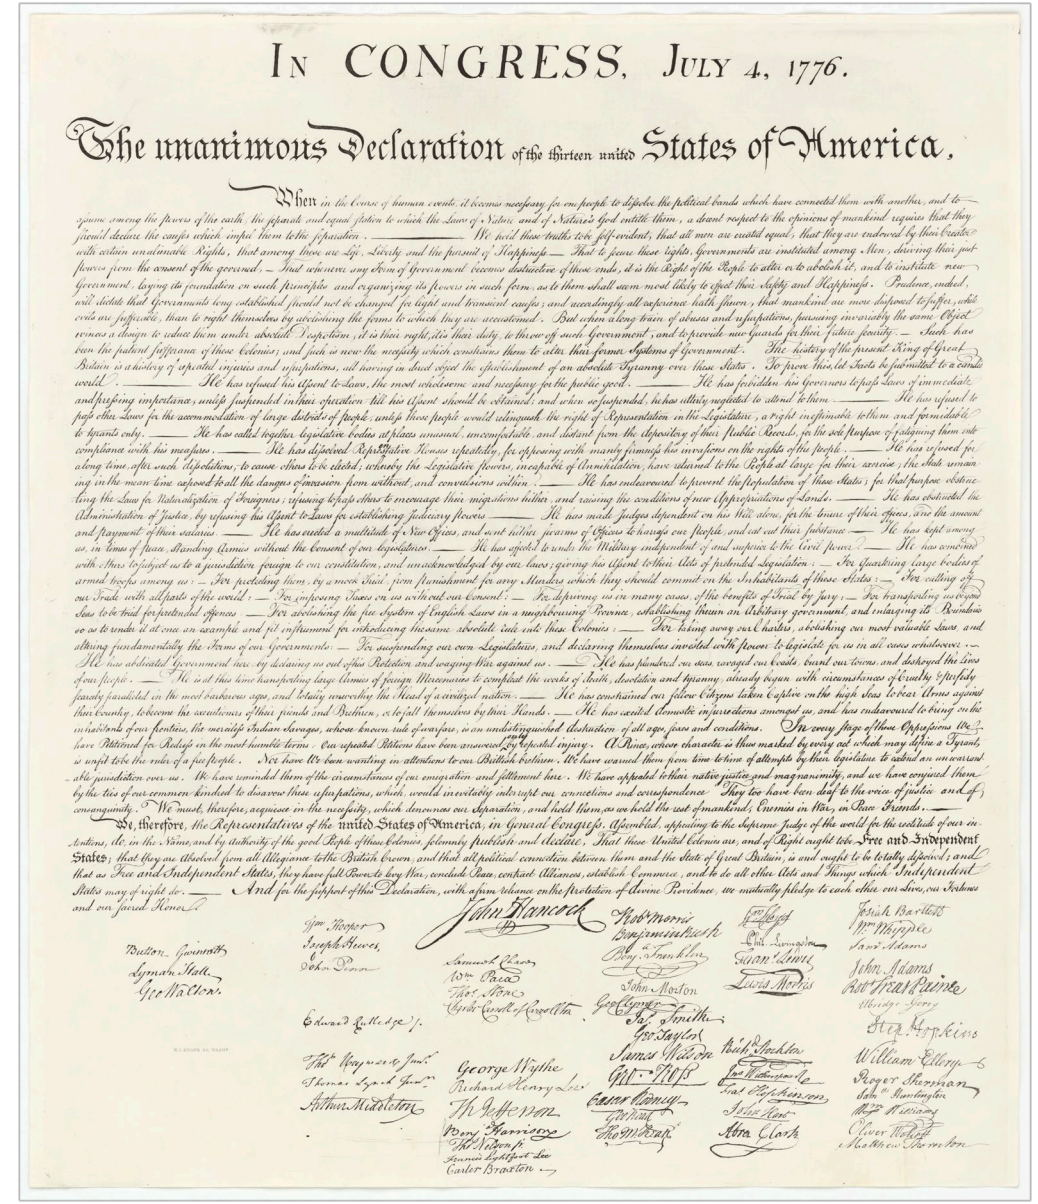 IN CONGRESS, JULY 4, 1776.
The unanimous Declaration of the thirteen united States of America,
When in the Course of human events, it becomes necessary for one people to dissolve the political bands which have connected them with another, and to
assume among the powers of the earth, the separate and equal station to which the Laws of Nature and of Nature's God entitle them, a decent respect to the opinions of mankind requires that they
should declare the causes which impel them to the separation. — We hold these truths to be self-evident, that all men are created equal, that they are endowed by their Creator
with certain unalienable Rights, that among these are Life, Liberty and the pursuit of Happiness — That to secure these rights, Governments are instituted among Men, deriving their just
powers from the consent of the governed, — That whenever any Form of Government becomes destructive of these ends, it is the Right of the People to alter or to abolish it, and to institute new
Government, laying its foundation on such principles and organizing its powers in such form, as to them shall seem most likely to effect their Safety and Happiness. Prudence, indeed,
will dictate that Governments long established should not be changed for light and transient causes; and accordingly all experience hath shewn, that mankind are more disposed to suffer, while
evils are sufferable, than to right themselves by abolishing the forms to which they are accustomed. But when a long train of abuses and usurpations, pursuing invariably the same Object
evinces a design to reduce them under absolute Despotism, it is their right, it is their duty, to throw off such Government, and to provide new Guards for their future security. — Such has
been the patient sufferance of these Colonies; and such is now the necessity which constrains them to alter their former Systems of Government. The history of the present King of Great
Britain is a history of repeated injuries and usurpations, all having in direct object the establishment of an absolute Tyranny over these States. To prove this, let Facts be submitted to a candid
world. — He has refused his Assent to Laws, the most wholesome and necessary for the public good. — He has forbidden his Governors to pass Laws of immediate
and pressing importance, unless suspended in their operation till his Assent should be obtained; and when so suspended, he has utterly neglected to attend to them. — He has refused to
pass other Laws for the accommodation of large districts of people, unless those people would relinquish the right of Representation in the Legislature, a right inestimable to them and formidable
to tyrants only. — He has called together legislative bodies at places unusual, uncomfortable, and distant from the depository of their Public Records, for the sole purpose of fatiguing them into
compliance with his measures. — He has dissolved Representative Houses repeatedly, for opposing with manly firmness his invasions on the rights of the people. — He has refused for
a long time, after such dissolutions, to cause others to be elected; whereby the Legislative powers, incapable of Annihilation, have returned to the People at large for their exercise; the State remain
ing in the mean time exposed to all the dangers of invasion from without, and convulsions within. — He has endeavoured to prevent the population of these States; for that purpose obstruc
ting the Laws for Naturalization of Foreigners; refusing to pass others to encourage their migrations hither, and raising the conditions of new Appropriations of Lands. — He has obstructed the
Administration of Justice, by refusing his Assent to Laws for establishing Judiciary powers — He has made Judges dependent on his Will alone, for the tenure of their offices, and the amount
and payment of their salaries. — He has erected a multitude of New Offices, and sent hither swarms of Officers to harrass our People, and eat out their substance — He has kept among
us, in times of peace, Standing Armies without the Consent of our legislatures. — He has affected to render the Military independent of and superior to the Civil power. — He has combined
with others to subject us to a jurisdiction foreign to our constitution, and unacknowledged by our laws; giving his Assent to their Acts of pretended Legislation: — For Quartering large bodies of
armed troops among us: — For protecting them, by a mock Trial, from punishment for any Murders which they should commit on the Inhabitants of these States: — For cutting off
our Trade with all parts of the world: — For imposing Taxes on us without our Consent: — For depriving us in many cases, of the benefits of Trial by Jury: — For transporting us beyond
Seas to be tried for pretended offences — For abolishing the free System of English Laws in a neighbouring Province, establishing therein an Arbitrary government, and enlarging its Boundaries
so as to render it at once an example and fit instrument for introducing the same absolute rule into these Colonies: — For taking away our Charters, abolishing our most valuable Laws, and
altering fundamentally the Forms of our Governments: — For suspending our own Legislatures, and declaring themselves invested with power to legislate for us in all cases whatsoever. —
He has abdicated Government here, by declaring us out of his Protection and waging War against us. — He has plundered our seas, ravaged our Coasts, burnt our towns, and destroyed the Lives
of our people. — He is at this time transporting large Armies of foreign Mercenaries to compleat the works of death, desolation and tyranny, already begun with circumstances of Cruelty & perfidy
scarcely paralleled in the most barbarous ages, and totally unworthy the Head of a civilized nation. — He has constrained our fellow Citizens taken Captive on the high Seas to bear Arms against
their Country, to become the executioners of their friends and Brethren, or to fall themselves by their Hands. — He has excited domestic insurrections amongst us, and has endeavoured to bring on the
inhabitants of our frontiers, the merciless Indian Savages, whose known rule of warfare, is an undistinguished destruction of all ages, sexes and conditions. In every stage of these Oppressions We
have Petitioned for Redress in the most humble terms: Our repeated Petitions have been answered only by repeated injury. A Prince, whose character is thus marked by every act which may define a Tyrant,
is unfit to be the ruler of a free People. Nor have We been wanting in attentions to our Brittish brethren. We have warned them from time to time of attempts by their legislature to extend an unwarrant
able jurisdiction over us. We have reminded them of the circumstances of our emigration and settlement here. We have appealed to their native justice and magnanimity, and we have conjured them
by the ties of our common kindred to disavow these usurpations, which, would inevitably interrupt our connections and correspondence They too have been deaf to the voice of justice and of
consanguinity. We must, therefore, acquiesce in the necessity, which denounces our Separation, and hold them, as we hold the rest of mankind, Enemies in War, in Peace Friends. —
We, therefore, the Representatives of the united States of America, in General Congress, Assembled, appealing to the Supreme Judge of the world for the rectitude of our in-
tentions, do, in the Name, and by Authority of the good People of these Colonies, solemnly publish and declare, That these United Colonies are, and of Right ought to be Free and Independent
States; that they are Absolved from all Allegiance to the British Crown, and that all political connection between them and the State of Great Britain, is and ought to be totally dissolved; and
that as Free and Independent States, they have full Power to levy War, conclude Peace, contract Alliances, establish Commerce, and to do all other Acts and Things which Independent
States may of right do. — And for the support of this Declaration, with a firm reliance on the protection of divine Providence, we mutually pledge to each other our Lives, our Fortunes
and our sacred Honor.
Button Gwinnett
Lyman Hall
Geo Walton.
Wm Hooper
Joseph Hewes,
John Penn
Edward Rutledge /.
Thos Heyward Junr.
Thomas Lynch Junr.
Arthur Middleton
John Hancock
Samuel Chase
Wm Paca
Thos Stone
Charles Carroll of Carrollton
George Wythe
Richard Henry Lee
Th Jefferson
Benj Harrison
Thos Nelson jr.
Francis Lightfoot Lee
Carter Braxton
Robt Morris
Benjamin Rush
Benj. Franklin
John Morton
Geo Clymer
Jas. Smith.
Geo. Taylor
James Wilson
Geo. Ross
Caesar Rodney
Geo Read
Tho M:Kean
Wm Floyd
Phil. Livingston
Frans. Lewis
Lewis Morris
Richd. Stockton
Jno Witherspoon
Fras. Hopkinson
John Hart
Abra Clark
Josiah Bartlett
Wm: Whipple
Saml Adams
John Adams
Robt Treat Paine
Elbridge Gerry
Step. Hopkins
William Ellery
Roger Sherman
Saml Huntington
Wm Williams
Oliver Wolcott
Matthew Thornton